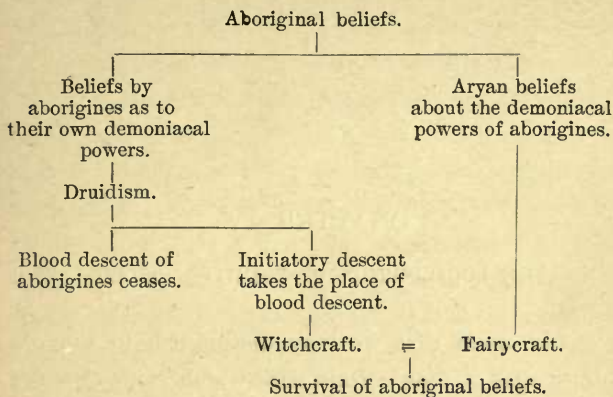 Aboriginal beliefs.
Beliefs by
aborigines as to
their own demoniacal
powers.
Aryan beliefs
about the demoniacal
powers of aborigines.
Druidism.
Blood descent of
aborigines ceases.
Initiatory descent
takes the place of
blood descent.
Witchcraft. = Fairycraft.
Survival of aboriginal beliefs.